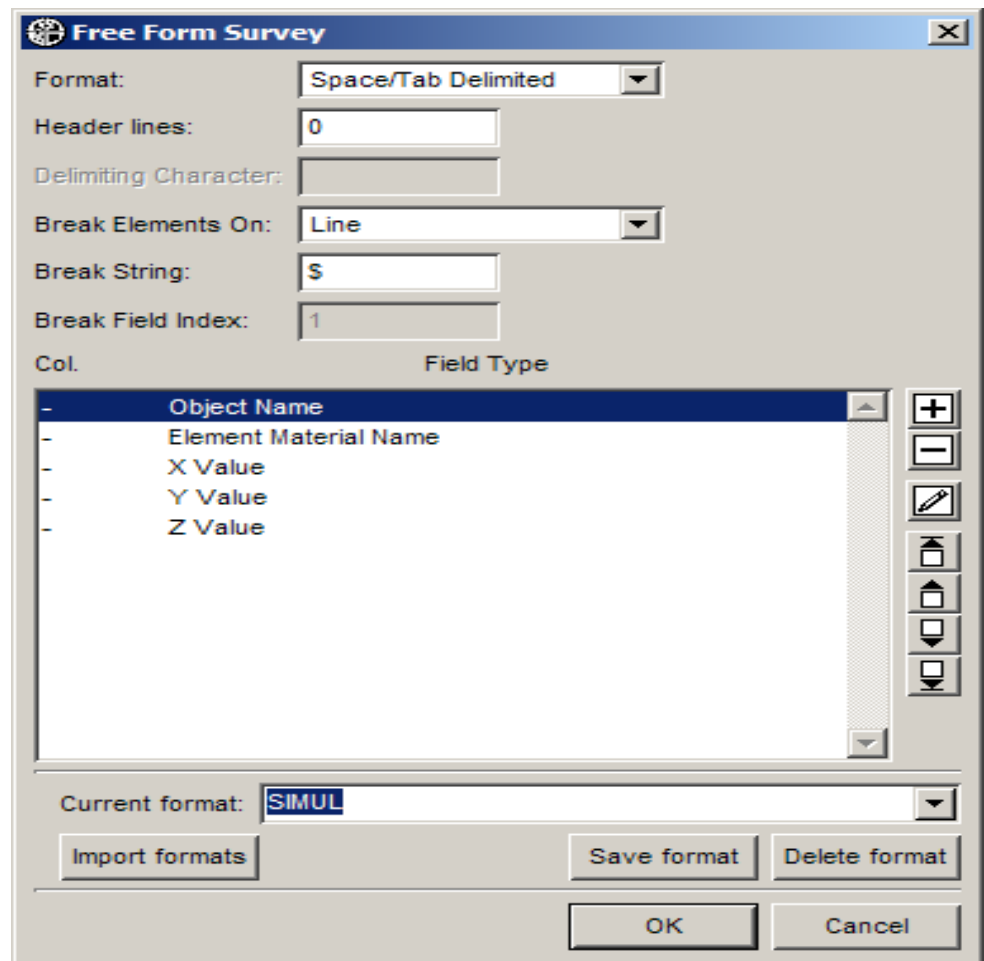 Free Form Survey
Format: Space/Tab Delimited
Header lines: 0
Delimiting Character:
Break Elements On: Line
Break String: $
Break Field Index: 1
Col. Field Type
- Object Name
- Element Material Name
- X Value
- Y Value
- Z Value
Current format: SIMUL
Import formats Save format Delete format
OK Cancel